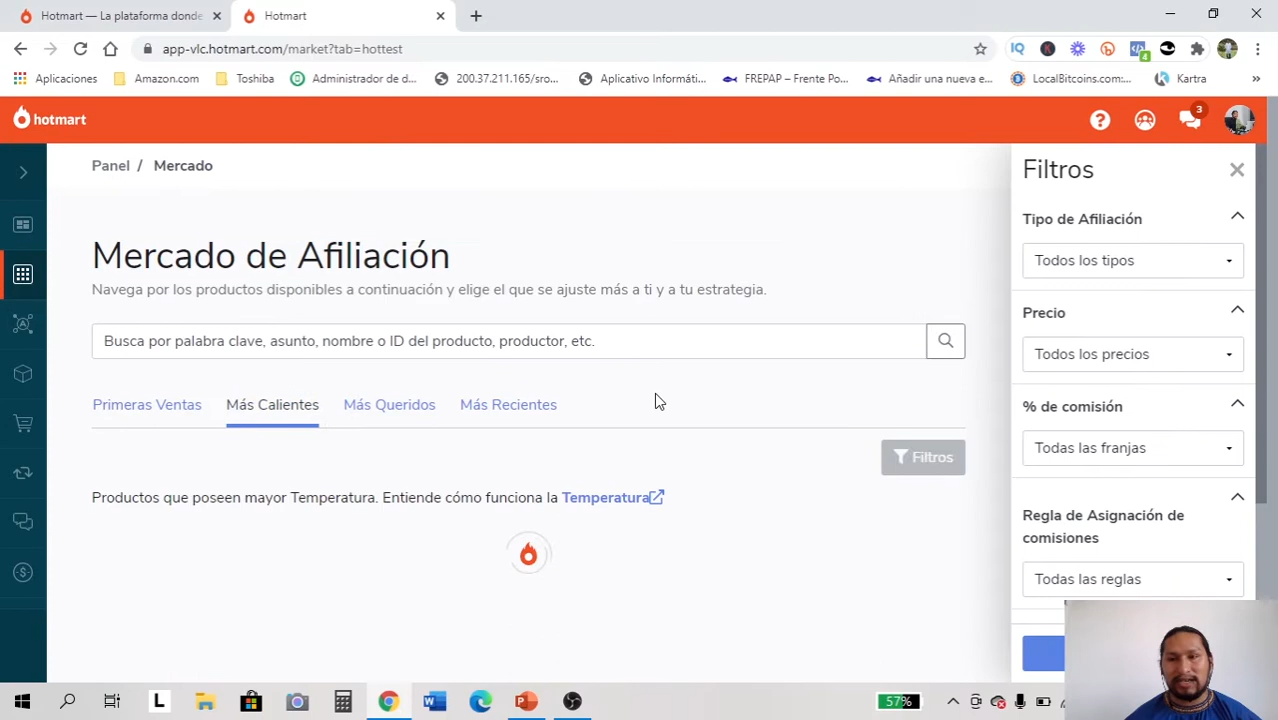 Hotmart — La plataforma donde
Hotmart
app-vlc.hotmart.com/market?tab=hottest
4
Aplicaciones
Amazon.com
Toshiba
Administrador de d...
200.37.211.165/sro...
Aplicativo Informáti...
FREPAP – Frente Po...
Añadir una nueva e...
LocalBitcoins.com:...
Kartra
»
hotmart
3
Panel / Mercado
Mercado de Afiliación
Navega por los productos disponibles a continuación y elige el que se ajuste más a ti y a tu estrategia.
Busca por palabra clave, asunto, nombre o ID del producto, productor, etc.
Primeras Ventas
Más Calientes
Más Queridos
Más Recientes
Filtros
Productos que poseen mayor Temperatura. Entiende cómo funciona la Temperatura
Filtros
Tipo de Afiliación
Todos los tipos
Precio
Todos los precios
% de comisión
Todas las franjas
Regla de Asignación de
comisiones
Todas las reglas
57%